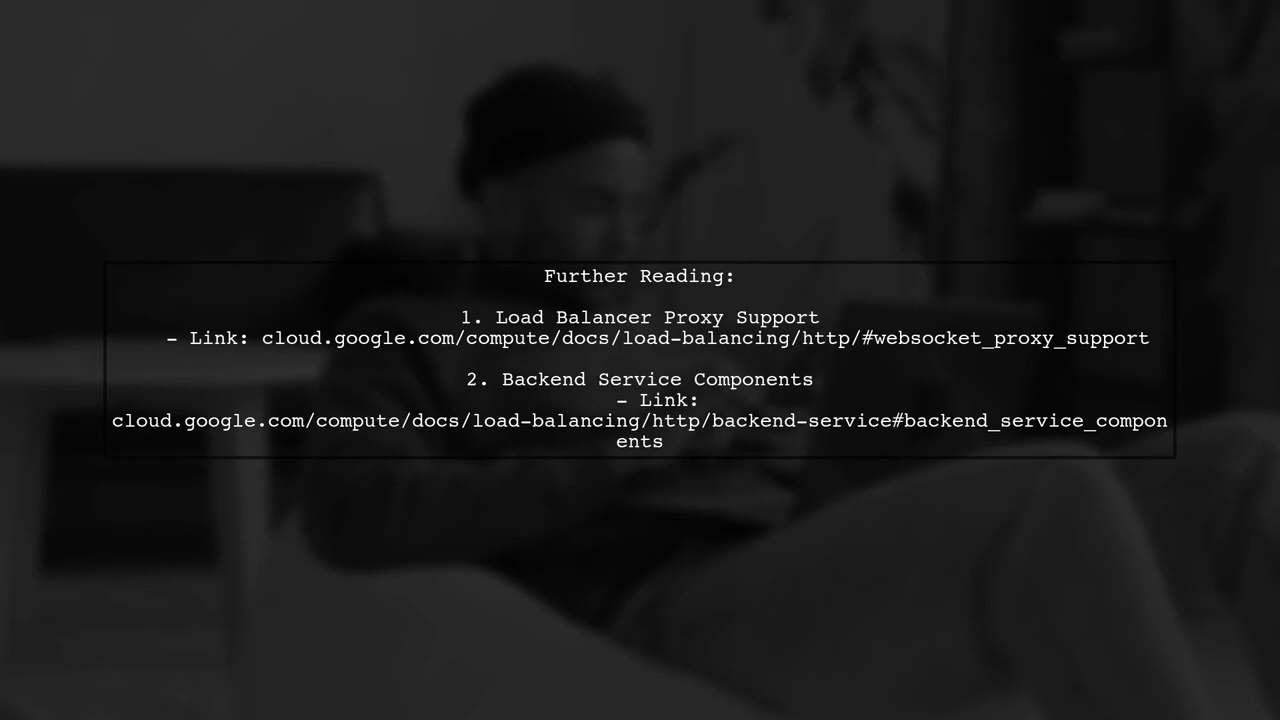 Further Reading:
1. Load Balancer Proxy Support
- Link: cloud.google.com/compute/docs/load-balancing/http/#websocket_proxy_support
2. Backend Service Components
- Link:
cloud.google.com/compute/docs/load-balancing/http/backend-service#backend_service_compon
ents